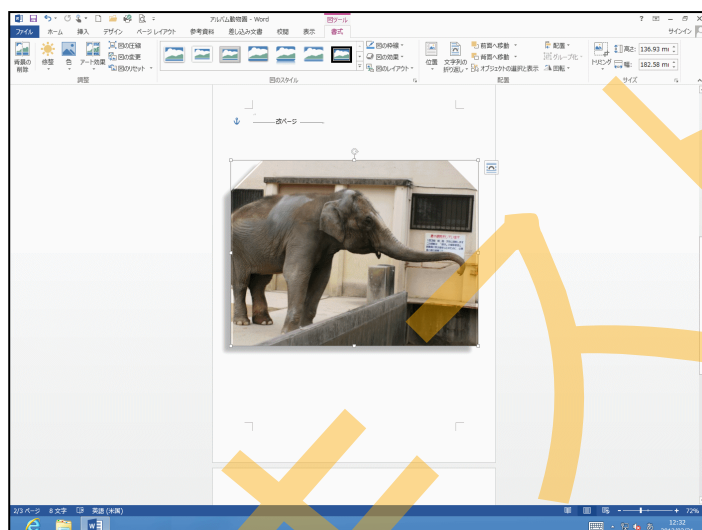 アルバム動物園 - Word
図ツール
サインイン
ファイル ホーム 挿入 デザイン ページ レイアウト 参考資料 差し込み文書 校閲 表示 書式
背景の削除
修整
色
アート効果
図の圧縮
図の変更
図のリセット
調整
図のスタイル
図の枠線
図の効果
図のレイアウト
位置
文字列の折り返し
前面へ移動
背面へ移動
オブジェクトの選択と表示
配置
グループ化
回転
配置
トリミング
高さ: 136.93 mm
幅: 182.58 mm
サイズ
改ページ
2/3 ページ 8 文字 英語 (米国)
72%
12:32